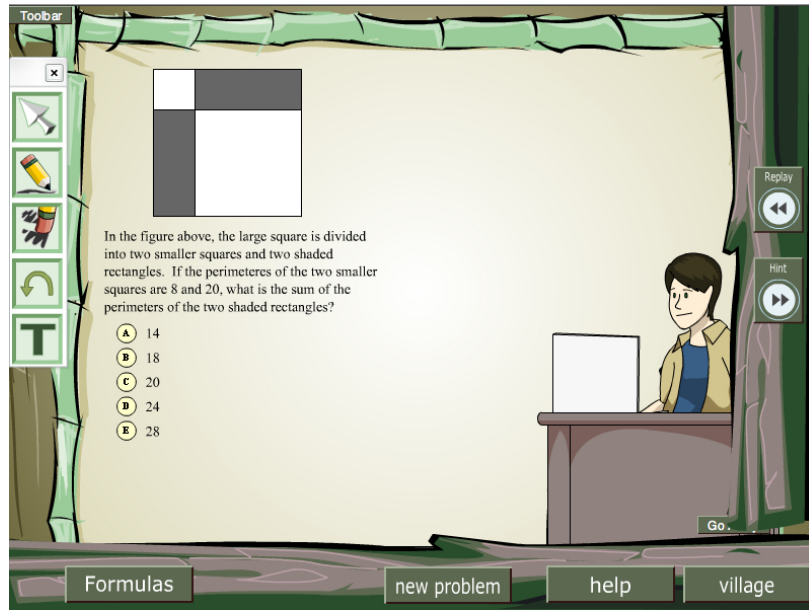 Toolbar
x
Replay
In the figure above, the large square is divided
into two smaller squares and two shaded
rectangles. If the perimeteres of the two smaller
squares are 8 and 20, what is the sum of the
perimeters of the two shaded rectangles?
Hint
T
A 14
B 18
C 20
D 24
E 28
Go
Formulas
new problem
help
village